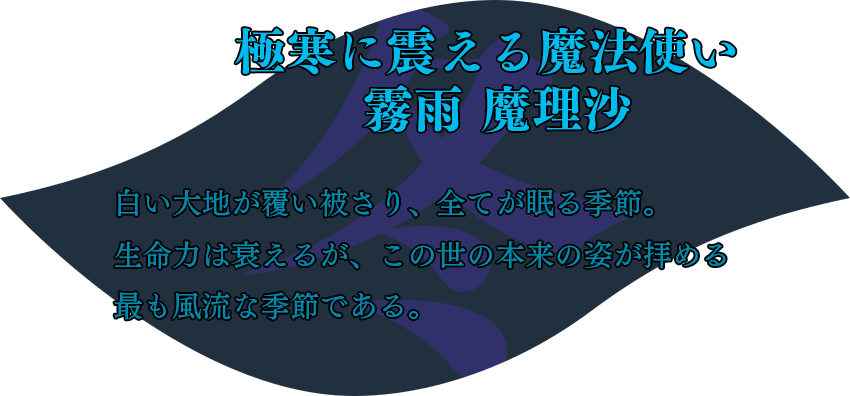 極寒に震える魔法使い
霧雨 魔理沙
冬
白い大地が覆い被さり、全てが眠る季節。
生命力は衰えるが、この世の本来の姿が拝める
最も風流な季節である。